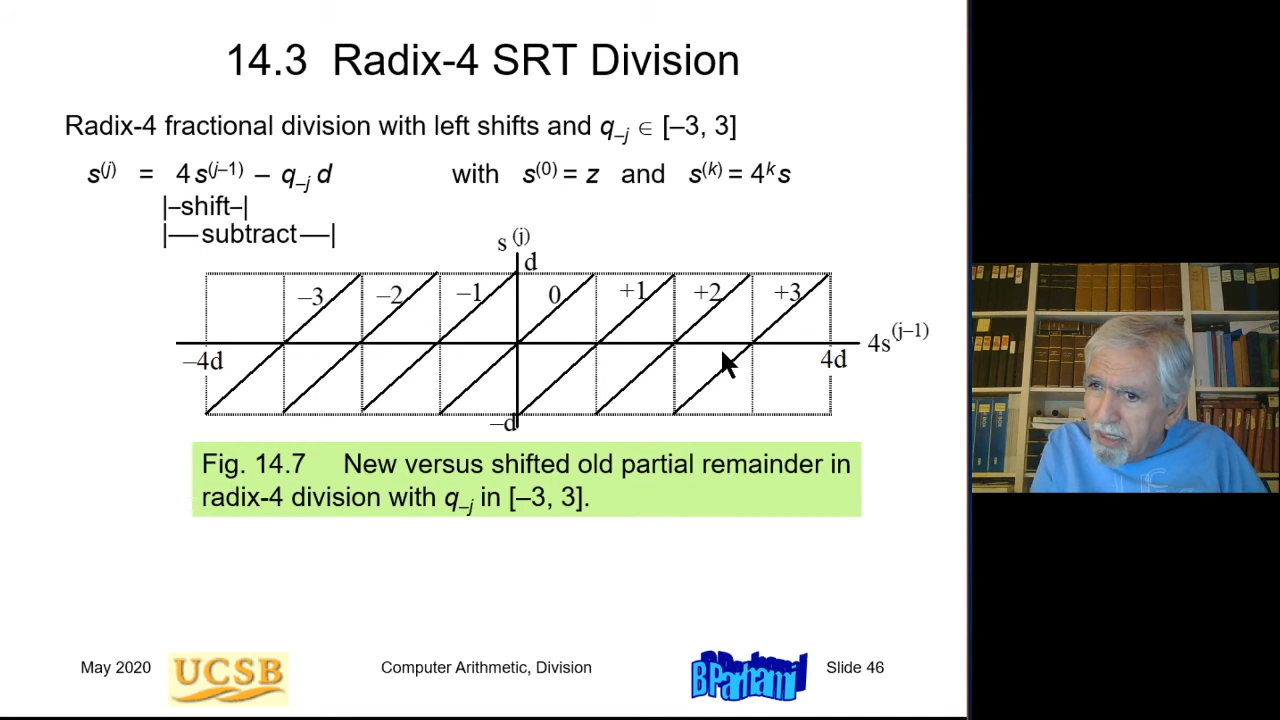 14.3 Radix-4 SRT Division
Radix-4 fractional division with left shifts and q–j ∈ [–3, 3]
s(j) = 4s(j–1) – q–j d with s(0) = z and s(k) = 4ks
|–shift–|
|––subtract––|
s(j)
d
–3 –2 –1 0 +1 +2 +3
4s(j–1)
–4d 4d
–d
Fig. 14.7 New versus shifted old partial remainder in
radix-4 division with q–j in [–3, 3].
May 2020 UCSB Computer Arithmetic, Division B Parhami Slide 46